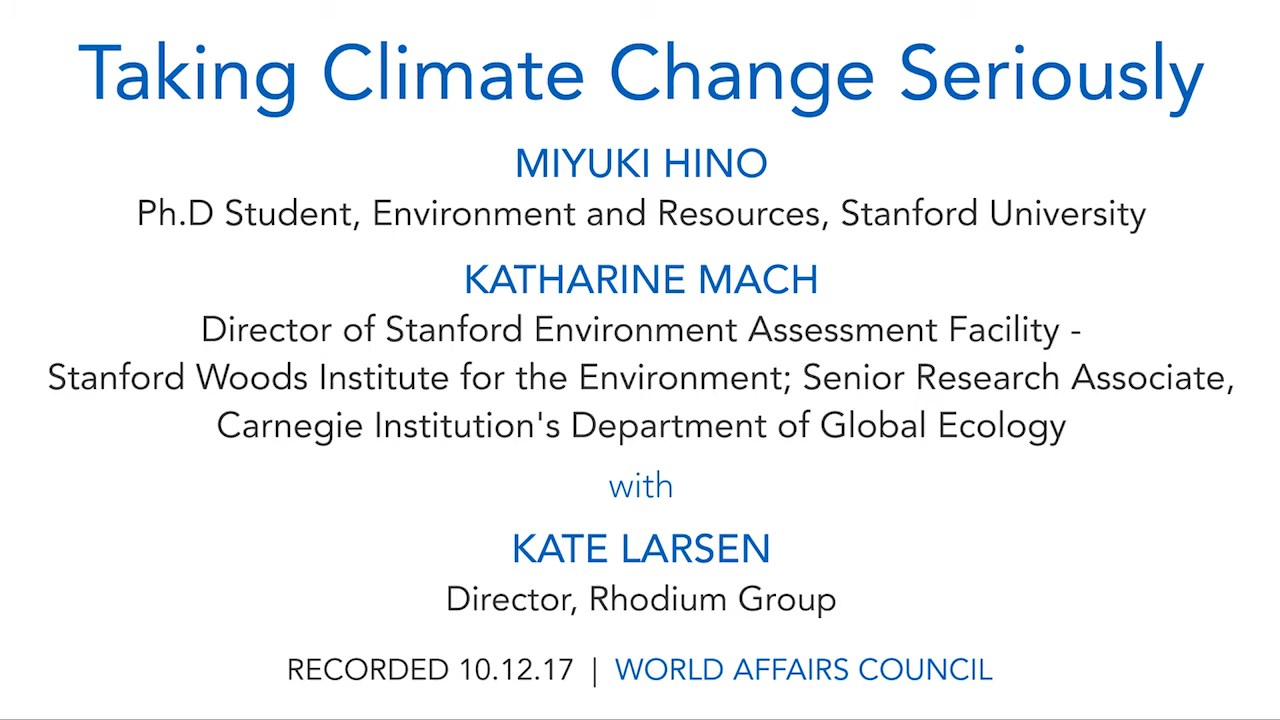 Taking Climate Change Seriously
MIYUKI HINO
Ph.D Student, Environment and Resources, Stanford University
KATHARINE MACH
Director of Stanford Environment Assessment Facility -
Stanford Woods Institute for the Environment; Senior Research Associate,
Carnegie Institution's Department of Global Ecology
with
KATE LARSEN
Director, Rhodium Group
RECORDED 10.12.17 | WORLD AFFAIRS COUNCIL